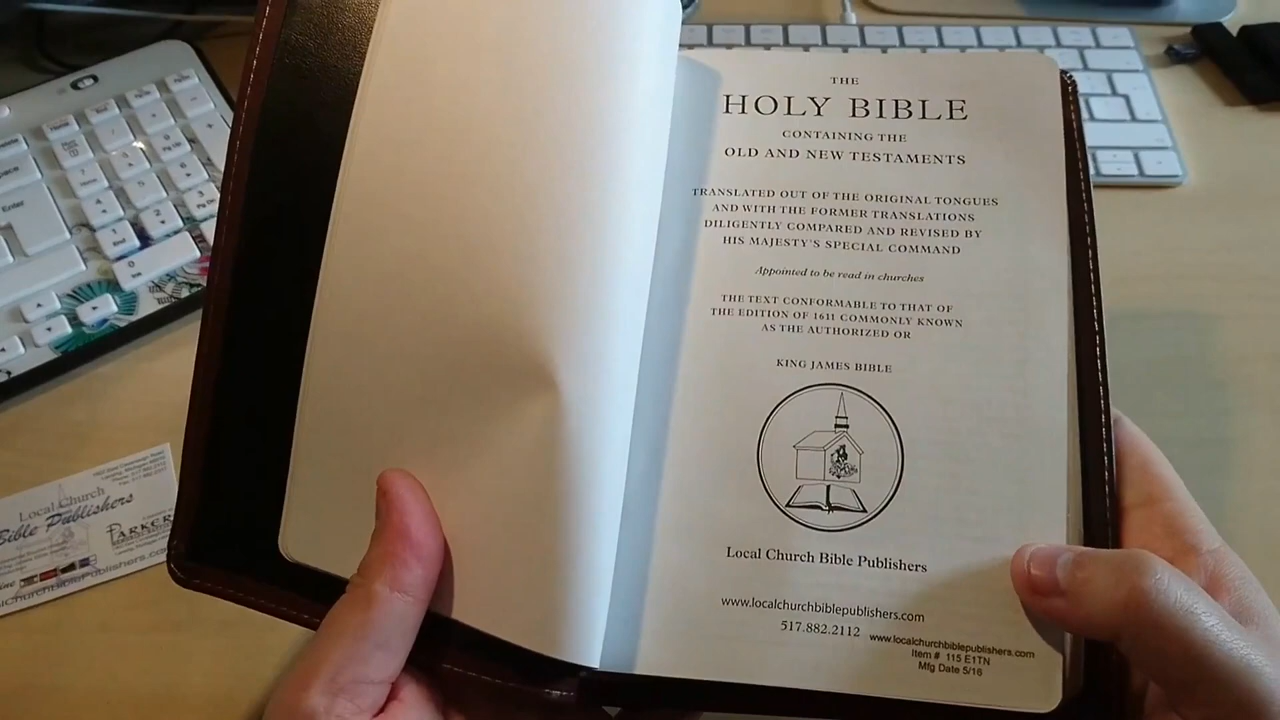 THE
HOLY BIBLE
CONTAINING THE
OLD AND NEW TESTAMENTS
TRANSLATED OUT OF THE ORIGINAL TONGUES
AND WITH THE FORMER TRANSLATIONS
DILIGENTLY COMPARED AND REVISED BY
HIS MAJESTY'S SPECIAL COMMAND
Appointed to be read in churches
THE TEXT CONFORMABLE TO THAT OF
THE EDITION OF 1611 COMMONLY KNOWN
AS THE AUTHORIZED OR
KING JAMES BIBLE
Local Church Bible Publishers
www.localchurchbiblepublishers.com
517.882.2112
www.localchurchbiblepublishers.com
Item # 115 E1TN
Mfg Date 5/16
Local Church
Bible Publishers
PARKER
Enter